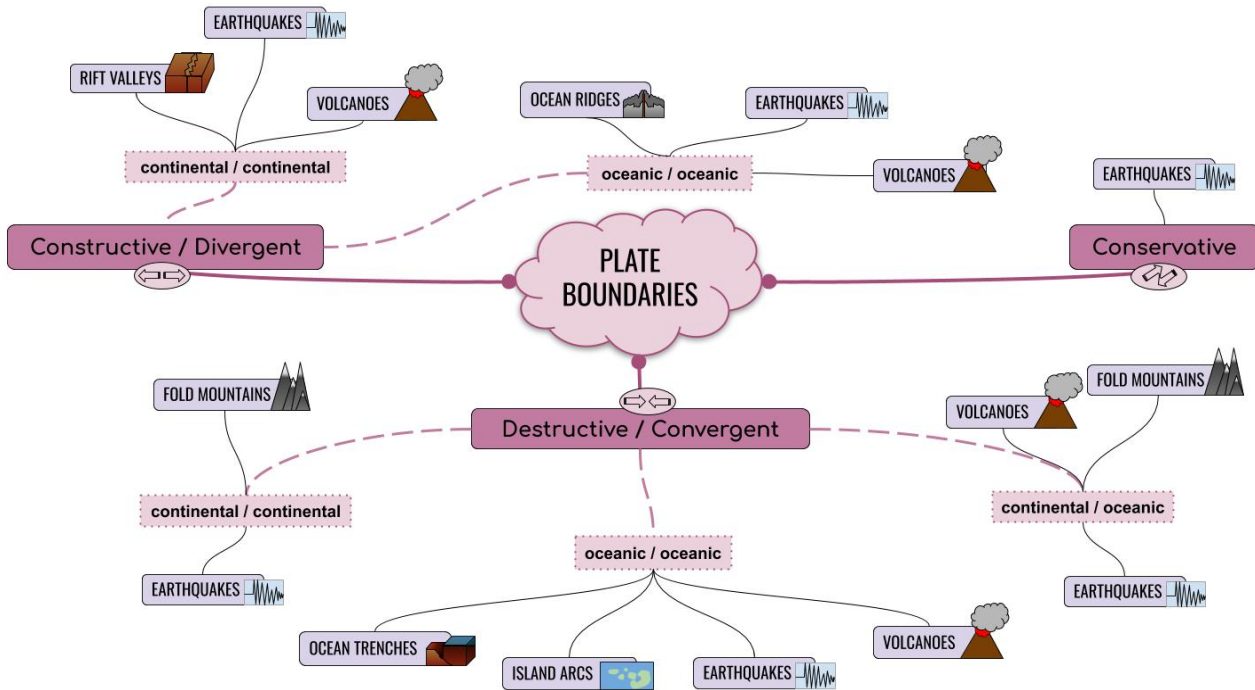 EARTHQUAKES
RIFT VALLEYS
VOLCANOES
continental / continental
OCEAN RIDGES
EARTHQUAKES
VOLCANOES
oceanic / oceanic
EARTHQUAKES
Constructive / Divergent
PLATE
BOUNDARIES
Conservative
FOLD MOUNTAINS
Destructive / Convergent
VOLCANOES
FOLD MOUNTAINS
continental / continental
EARTHQUAKES
oceanic / oceanic
continental / oceanic
EARTHQUAKES
OCEAN TRENCHES
ISLAND ARCS
EARTHQUAKES
VOLCANOES